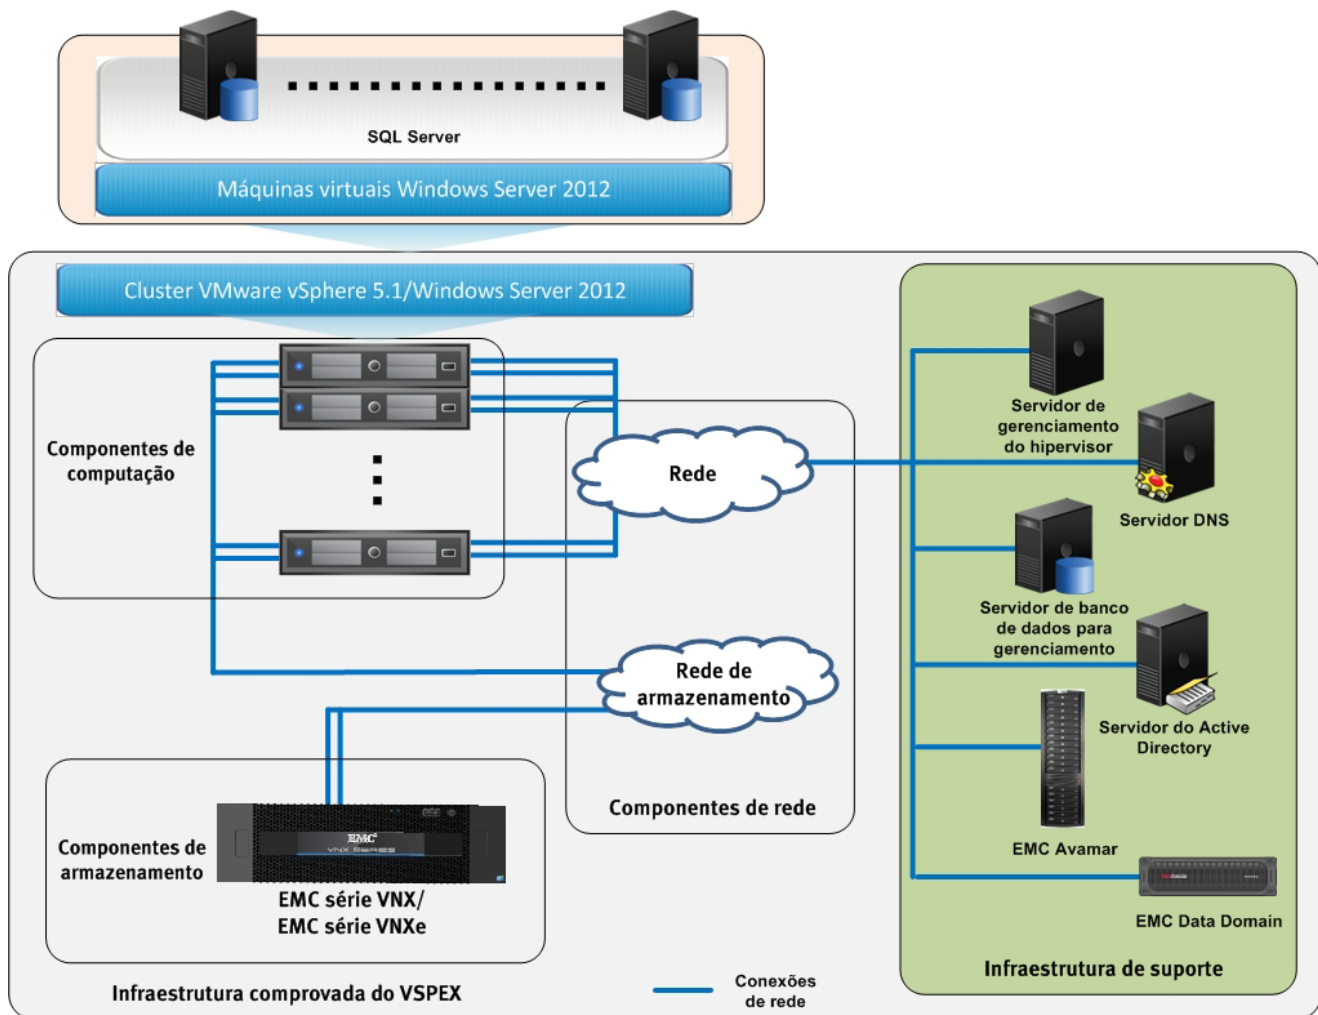 SQL Server
Máquinas virtuais Windows Server 2012
Cluster VMware vSphere 5.1/Windows Server 2012
Componentes de
computação
Rede
Servidor de
gerenciamento
do hipervisor
Servidor DNS
Servidor de banco
de dados para
gerenciamento
Rede de
armazenamento
Servidor do Active
Directory
Componentes de rede
EMC Avamar
Componentes de
armazenamento
EMC²
VNX SERIES
EMC série VNX/
EMC série VNXe
EMC Data Domain
Infraestrutura de suporte
Infraestrutura comprovada do VSPEX
Conexões
de rede